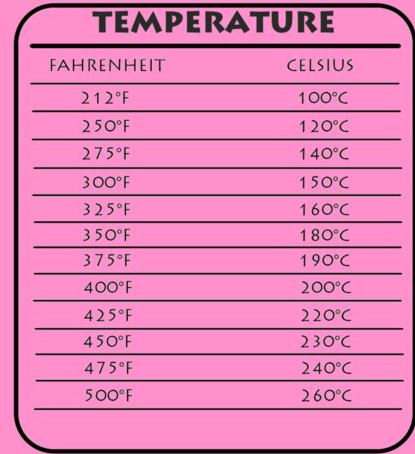 TEMPERATURE
FAHRENHEIT CELSIUS
212°F 100°C
250°F 120°C
275°F 140°C
300°F 150°C
325°F 160°C
350°F 180°C
375°F 190°C
400°F 200°C
425°F 220°C
450°F 230°C
475°F 240°C
500°F 260°C